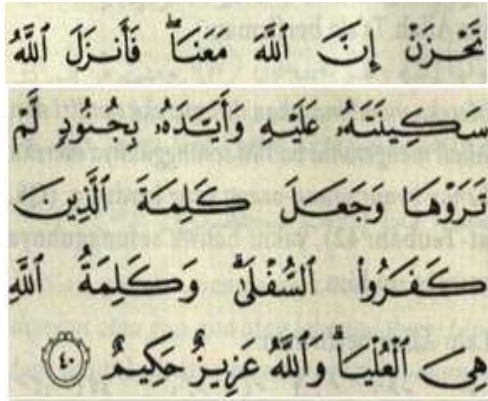 تَحْزَنْ إِنَّ ٱللَّهَ مَعَنَاۖ فَأَنزَلَ ٱللَّهُ
سَكِينَتَهُۥ عَلَيْهِ وَأَيَّدَهُۥ بِجُنُودٍ لَّمْ
تَرَوْهَا وَجَعَلَ كَلِمَةَ ٱلَّذِينَ
كَفَرُوا۟ ٱلسُّفْلَىٰۗ وَكَلِمَةُ ٱللَّهِ
هِىَ ٱلْعُلْيَاۗ وَٱللَّهُ عَزِيزٌ حَكِيمٌ ٤٠